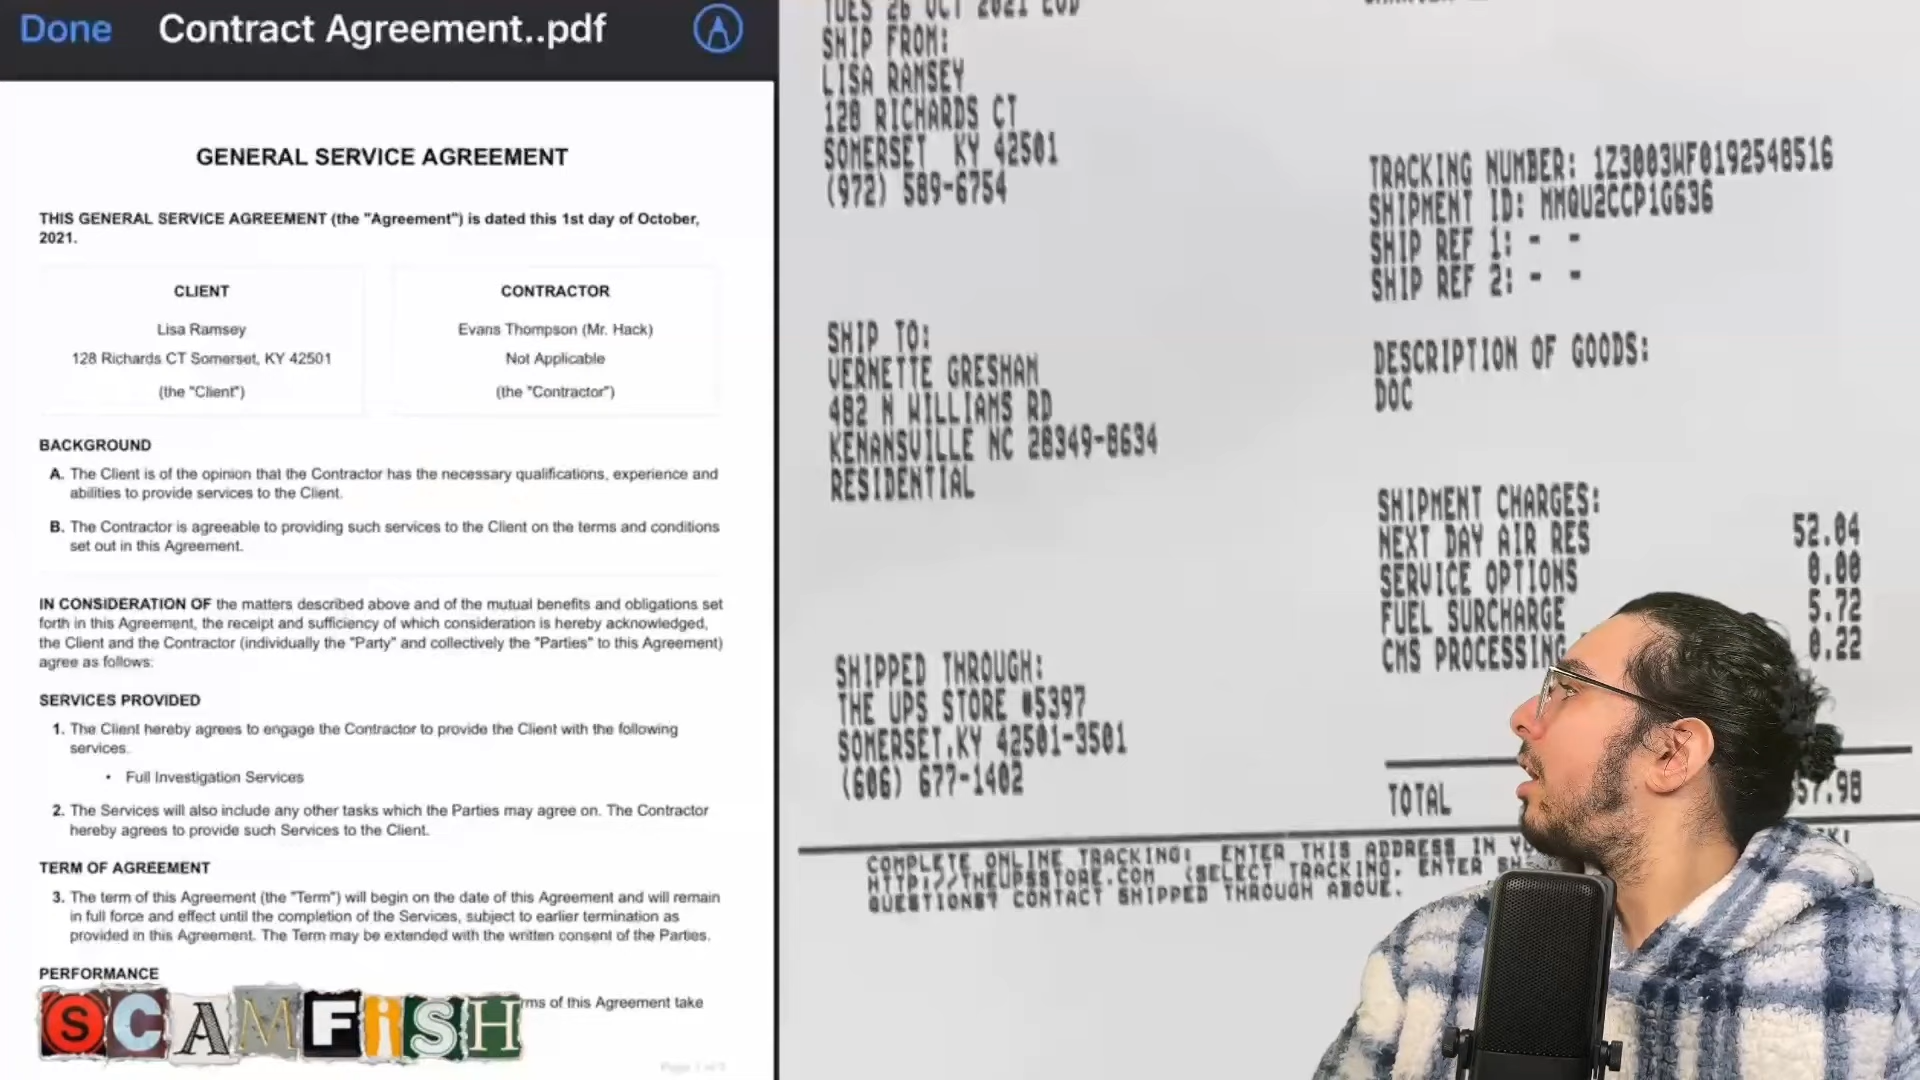 Done Contract Agreement..pdf
GENERAL SERVICE AGREEMENT
THIS GENERAL SERVICE AGREEMENT (the "Agreement") is dated this 1st day of October,
2021.
CLIENT
Lisa Ramsey
128 Richards CT Somerset, KY 42501
(the "Client")
CONTRACTOR
Evans Thompson (Mr. Hack)
Not Applicable
(the "Contractor")
BACKGROUND
A. The Client is of the opinion that the Contractor has the necessary qualifications, experience and
abilities to provide services to the Client.
B. The Contractor is agreeable to providing such services to the Client on the terms and conditions
set out in this Agreement.
IN CONSIDERATION OF the matters described above and of the mutual benefits and obligations set
forth in this Agreement, the receipt and sufficiency of which consideration is hereby acknowledged,
the Client and the Contractor (individually the "Party" and collectively the "Parties" to this Agreement)
agree as follows:
SERVICES PROVIDED
1. The Client hereby agrees to engage the Contractor to provide the Client with the following
services.
• Full Investigation Services
2. The Services will also include any other tasks which the Parties may agree on. The Contractor
hereby agrees to provide such Services to the Client.
TERM OF AGREEMENT
3. The term of this Agreement (the "Term") will begin on the date of this Agreement and will remain
in full force and effect until the completion of the Services, subject to earlier termination as
provided in this Agreement. The Term may be extended with the written consent of the Parties.
PERFORMANCE
of this Agreement take
SCAMFiSH
TUES 26 OCT 2021 EOD
SHIP FROM:
LISA RAMSEY
128 RICHARDS CT
SOMERSET KY 42501
(972) 589-6754
SHIP TO:
VERNETTE GRESHAM
482 N WILLIAMS RD
KENANSVILLE NC 28349-8634
RESIDENTIAL
SHIPPED THROUGH:
THE UPS STORE #5397
SOMERSET,KY 42501-3501
(606) 677-1402
TRACKING NUMBER: 1Z3003WF0192548516
SHIPMENT ID: MMQU2CCP1G636
SHIP REF 1: - -
SHIP REF 2: - -
DESCRIPTION OF GOODS:
DOC
SHIPMENT CHARGES:
NEXT DAY AIR RES 52.04
SERVICE OPTIONS 0.00
FUEL SURCHARGE 5.72
CMS PROCESSING 0.22
TOTAL 57.98
COMPLETE ONLINE TRACKING: ENTER THIS ADDRESS IN
HTTP://THEUPSSTORE.COM (SELECT TRACKING, ENTER
QUESTIONS? CONTACT SHIPPED THROUGH ABOVE.